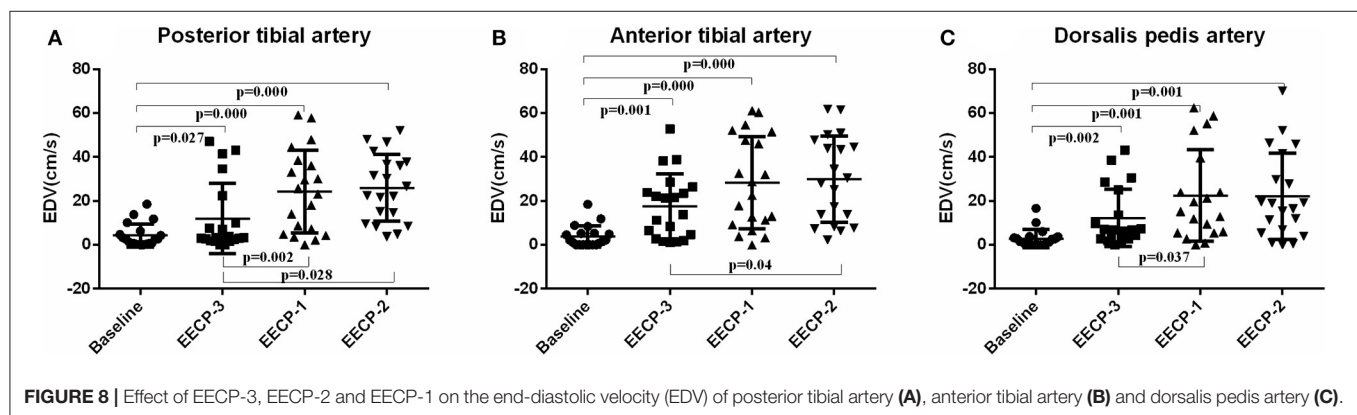 A Posterior tibial artery
80
60
40
20
0
-20
EDV(cm/s)
p=0.000
p=0.000
p=0.027
p=0.002
p=0.028
Baseline
EECP-3
EECP-1
EECP-2
B Anterior tibial artery
80
60
40
20
0
-20
EDV(cm/s)
p=0.000
p=0.000
p=0.001
p=0.04
Baseline
EECP-3
EECP-1
EECP-2
C Dorsalis pedis artery
80
60
40
20
0
-20
EDV(cm/s)
p=0.001
p=0.001
p=0.002
p=0.037
Baseline
EECP-3
EECP-1
EECP-2
FIGURE 8 | Effect of EECP-3, EECP-2 and EECP-1 on the end-diastolic velocity (EDV) of posterior tibial artery (A), anterior tibial artery (B) and dorsalis pedis artery (C).